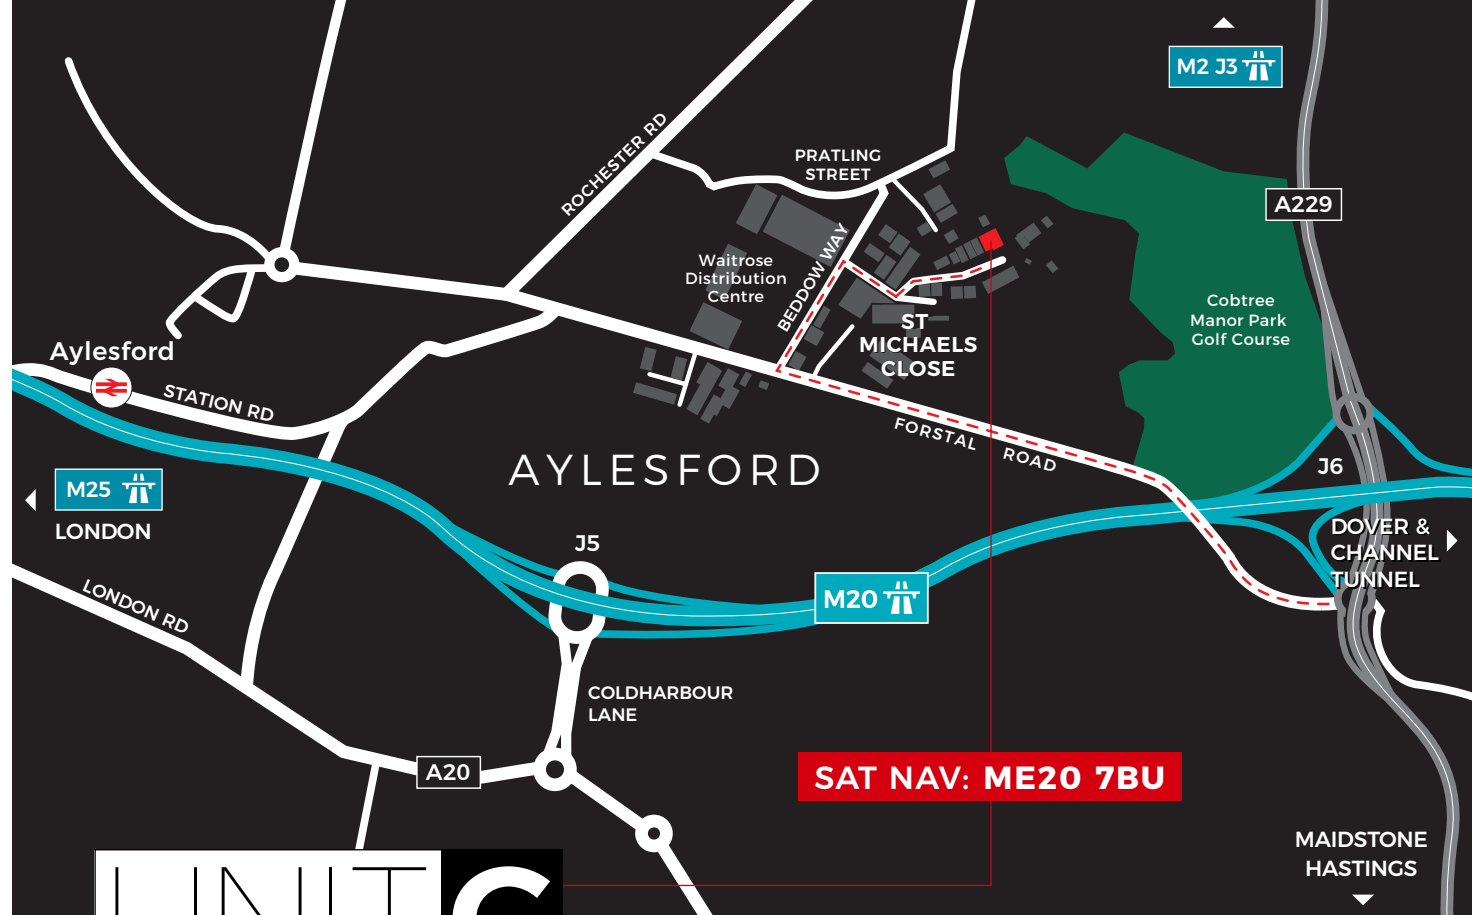 M2 J3
ROCHESTER RD
PRATLING
STREET
A229
BEDDOW WAY
Waitrose
Distribution
Centre
Cobtree
Manor Park
Golf Course
ST
MICHAELS
CLOSE
Aylesford
STATION RD
FORSTAL ROAD
AYLESFORD
J6
M25
LONDON
DOVER &
CHANNEL
TUNNEL
J5
M20
LONDON RD
COLDHARBOUR
LANE
A20
SAT NAV: ME20 7BU
MAIDSTONE
HASTINGS
UNIT C